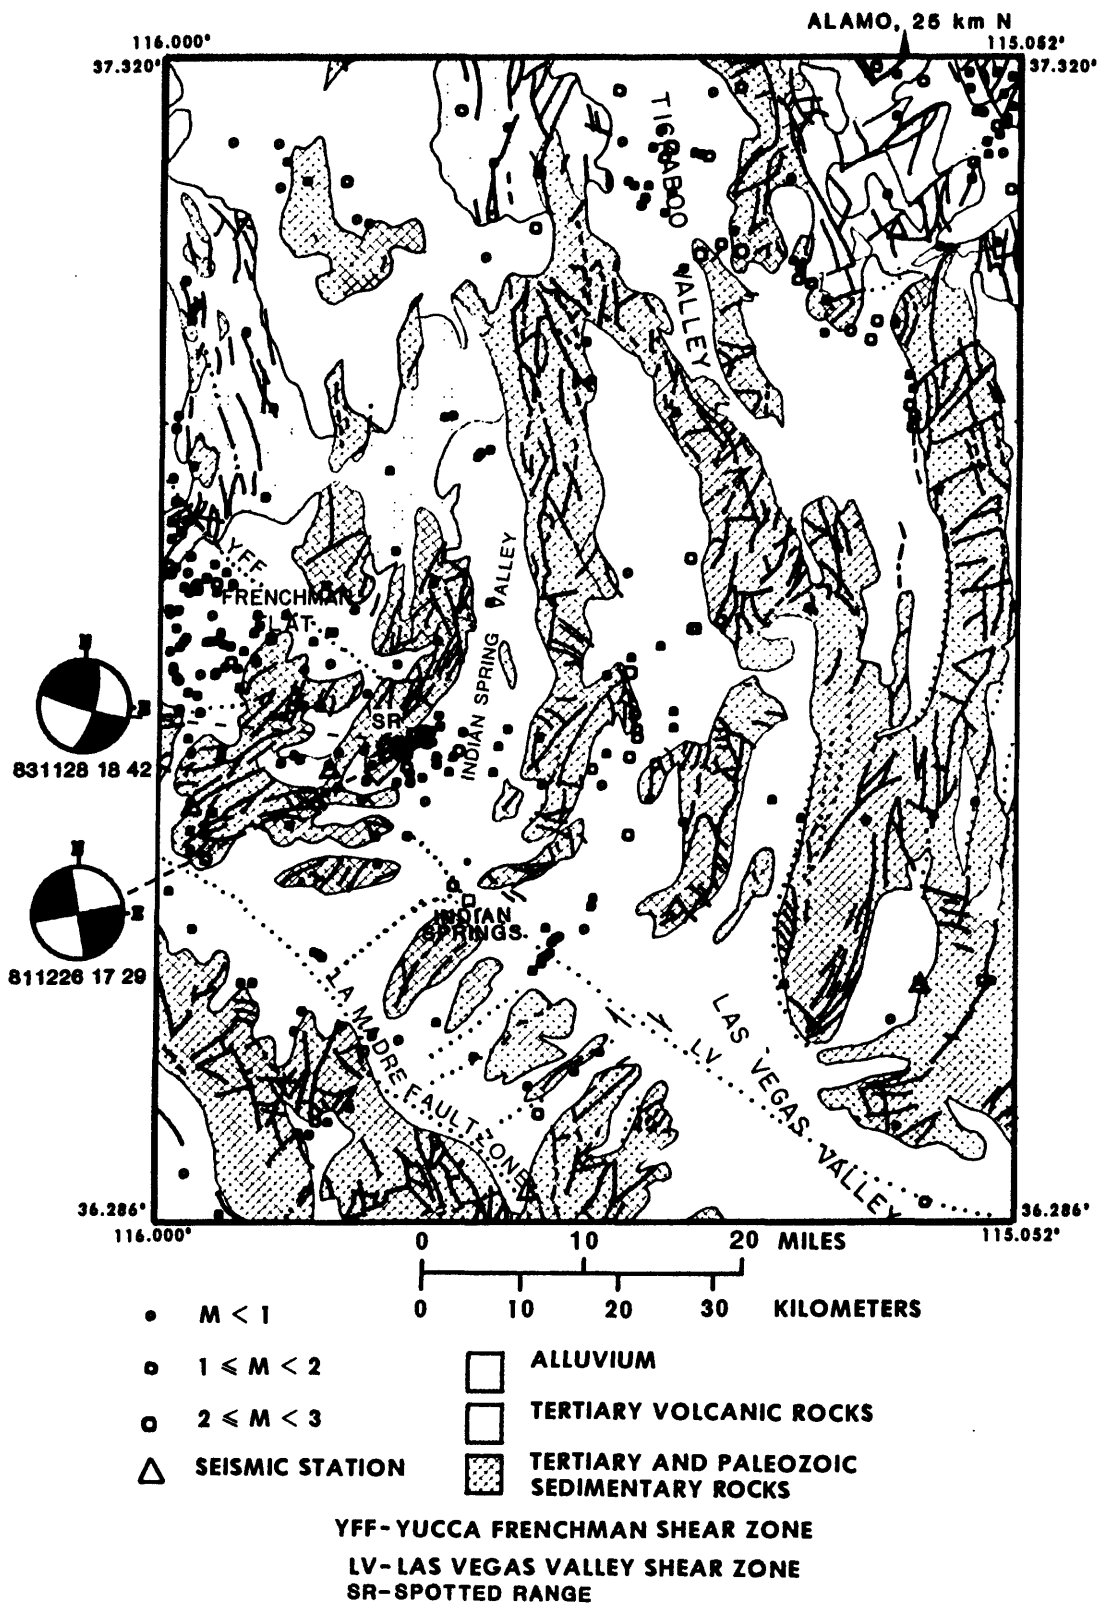 ALAMO, 25 km N
116.000°
115.052°
37.320°
37.320°
TIKABOO
VALLEY
YFF
FRENCHMAN
FLAT
INDIAN SPRING VALLEY
SR
N
E
831128 18 42
N
E
811226 17 29
INDIAN
SPRINGS
LA MADRE FAULT ZONE
LV
LAS VEGAS VALLEY
36.286°
36.286°
116.000°
115.052°
0 10 20 MILES
0 10 20 30 KILOMETERS
M < 1
1 ⩽ M < 2
2 ⩽ M < 3
SEISMIC STATION
ALLUVIUM
TERTIARY VOLCANIC ROCKS
TERTIARY AND PALEOZOIC
SEDIMENTARY ROCKS
YFF-YUCCA FRENCHMAN SHEAR ZONE
LV-LAS VEGAS VALLEY SHEAR ZONE
SR-SPOTTED RANGE